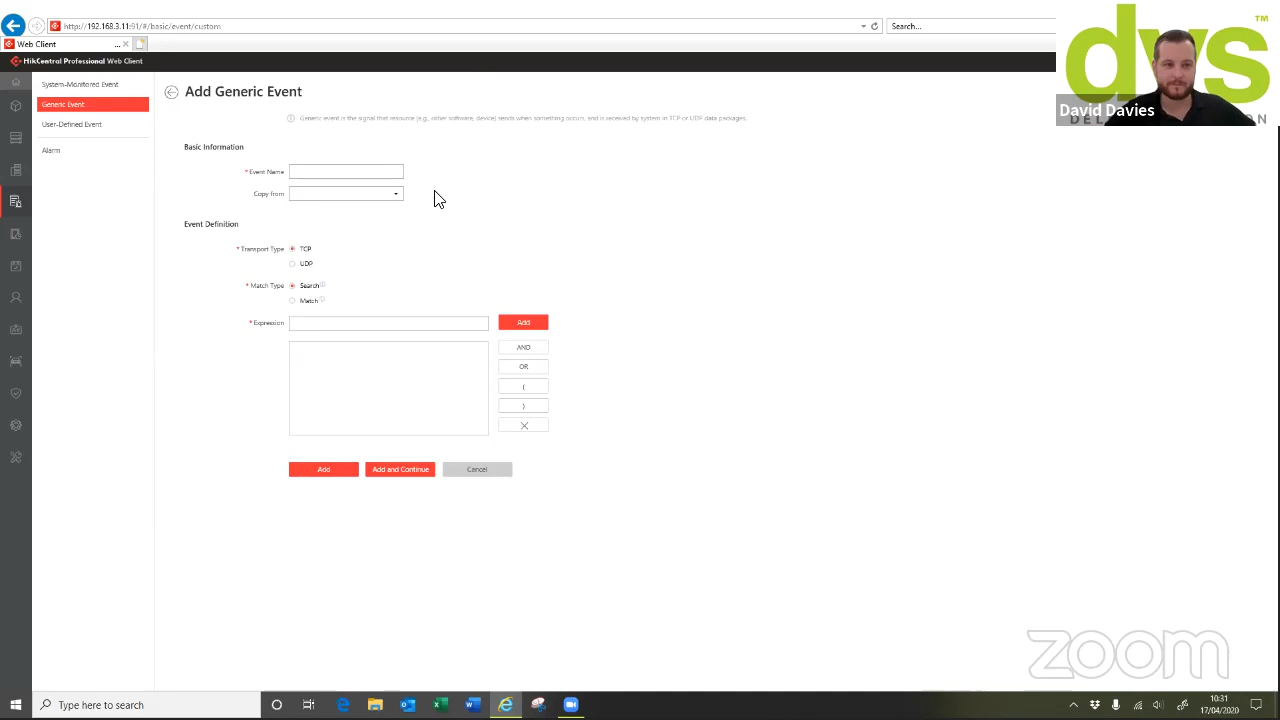 http://192.168.3.11:91/#/basic/event/custom
Search...
Web Client
...
HikCentral Professional Web Client
System-Monitored Event
Generic Event
User-Defined Event
Alarm
Add Generic Event
Generic event is the signal that resource (e.g., other software, device) sends when something occurs, and is received by system in TCP or UDP data packages.
Basic Information
* Event Name
Copy from
Event Definition
* Transport Type
TCP
UDP
* Match Type
Search
Match
* Expression
Add
AND
OR
(
)
Add
Add and Continue
Cancel
dvs
TM
David Davies
zoom
Type here to search
10:31
17/04/2020